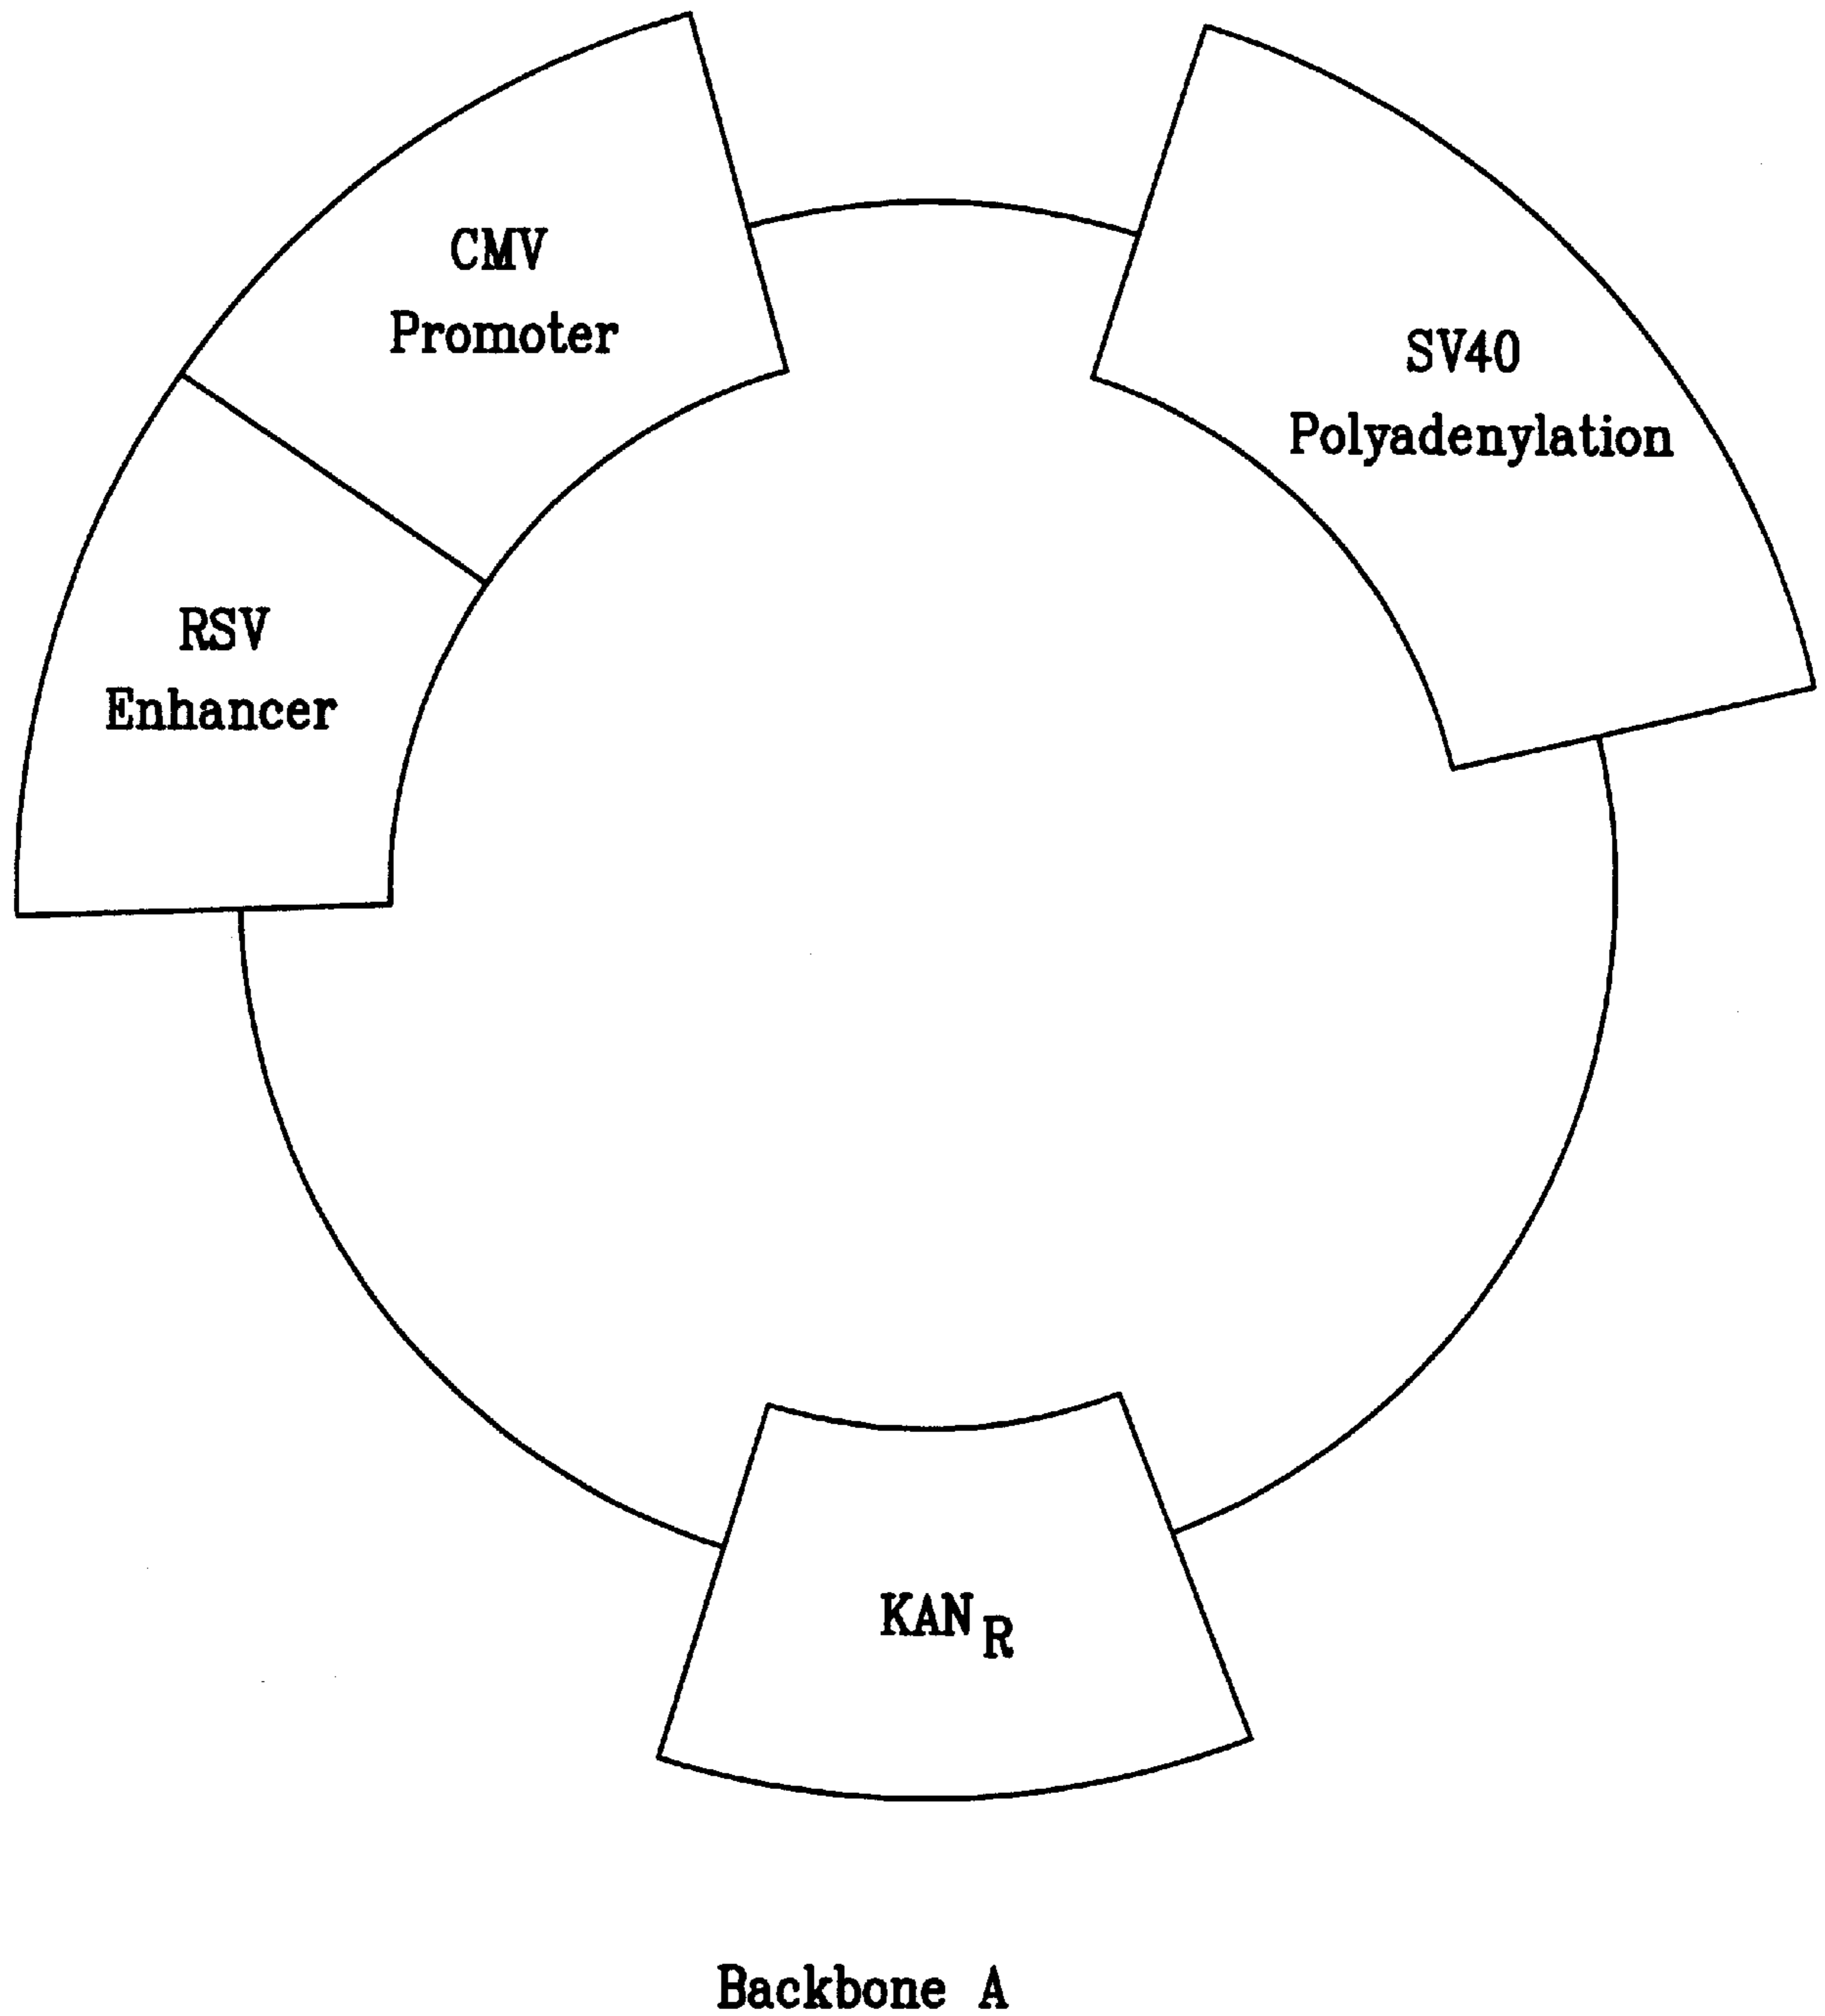 CMV
Promoter
SV40
Polyadenylation
RSV
Enhancer
KAN R
Backbone A